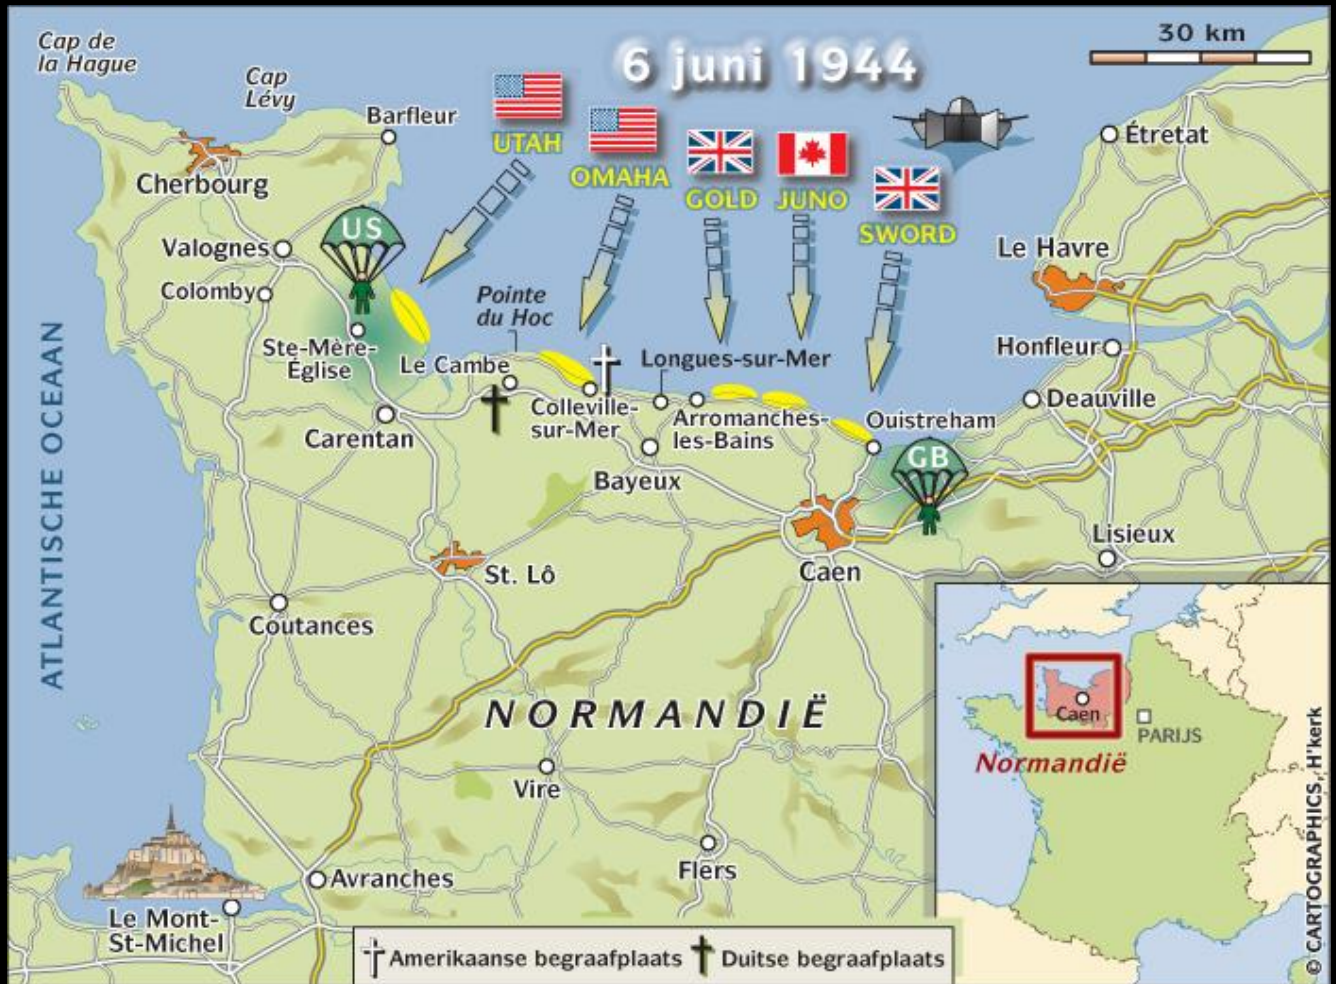 6 juni 1944
30 km
Cap de
la Hague
Cap
Lévy
Barfleur
Cherbourg
Valognes
Colomby
US
Ste-Mère-
Église
UTAH
OMAHA
GOLD
JUNO
SWORD
Étretat
Le Havre
Honfleur
Deauville
Pointe
du Hoc
Le Cambe
Longues-sur-Mer
Colleville-
sur-Mer
Arromanches-
les-Bains
Ouistreham
GB
Carentan
Bayeux
Caen
Lisieux
St. Lô
Coutances
ATLANTISCHE OCEAAN
NORMANDIË
Vire
Flers
Avranches
Le Mont-
St-Michel
Caen
PARIJS
Normandië
Amerikaanse begraafplaats
Duitse begraafplaats
© CARTOGRAPHICS, H'kerk